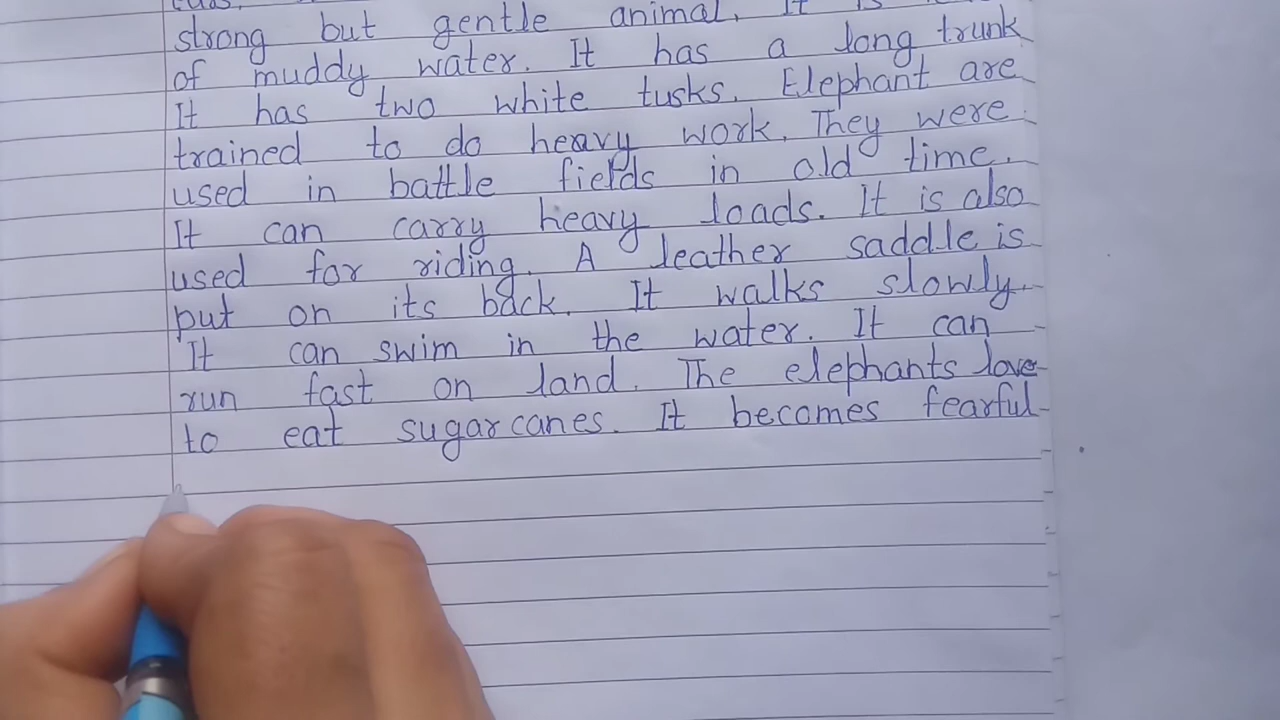 strong but gentle animal. It is
of muddy water. It has a long trunk
It has two white tusks. Elephant are
trained to do heavy work. They were
used in battle fields in old time.
It can carry heavy loads. It is also
used for riding. A leather saddle is
put on its back. It walks slowly.
It can swim in the water. It can
run fast on land. The elephants love
to eat sugarcanes. It becomes fearful